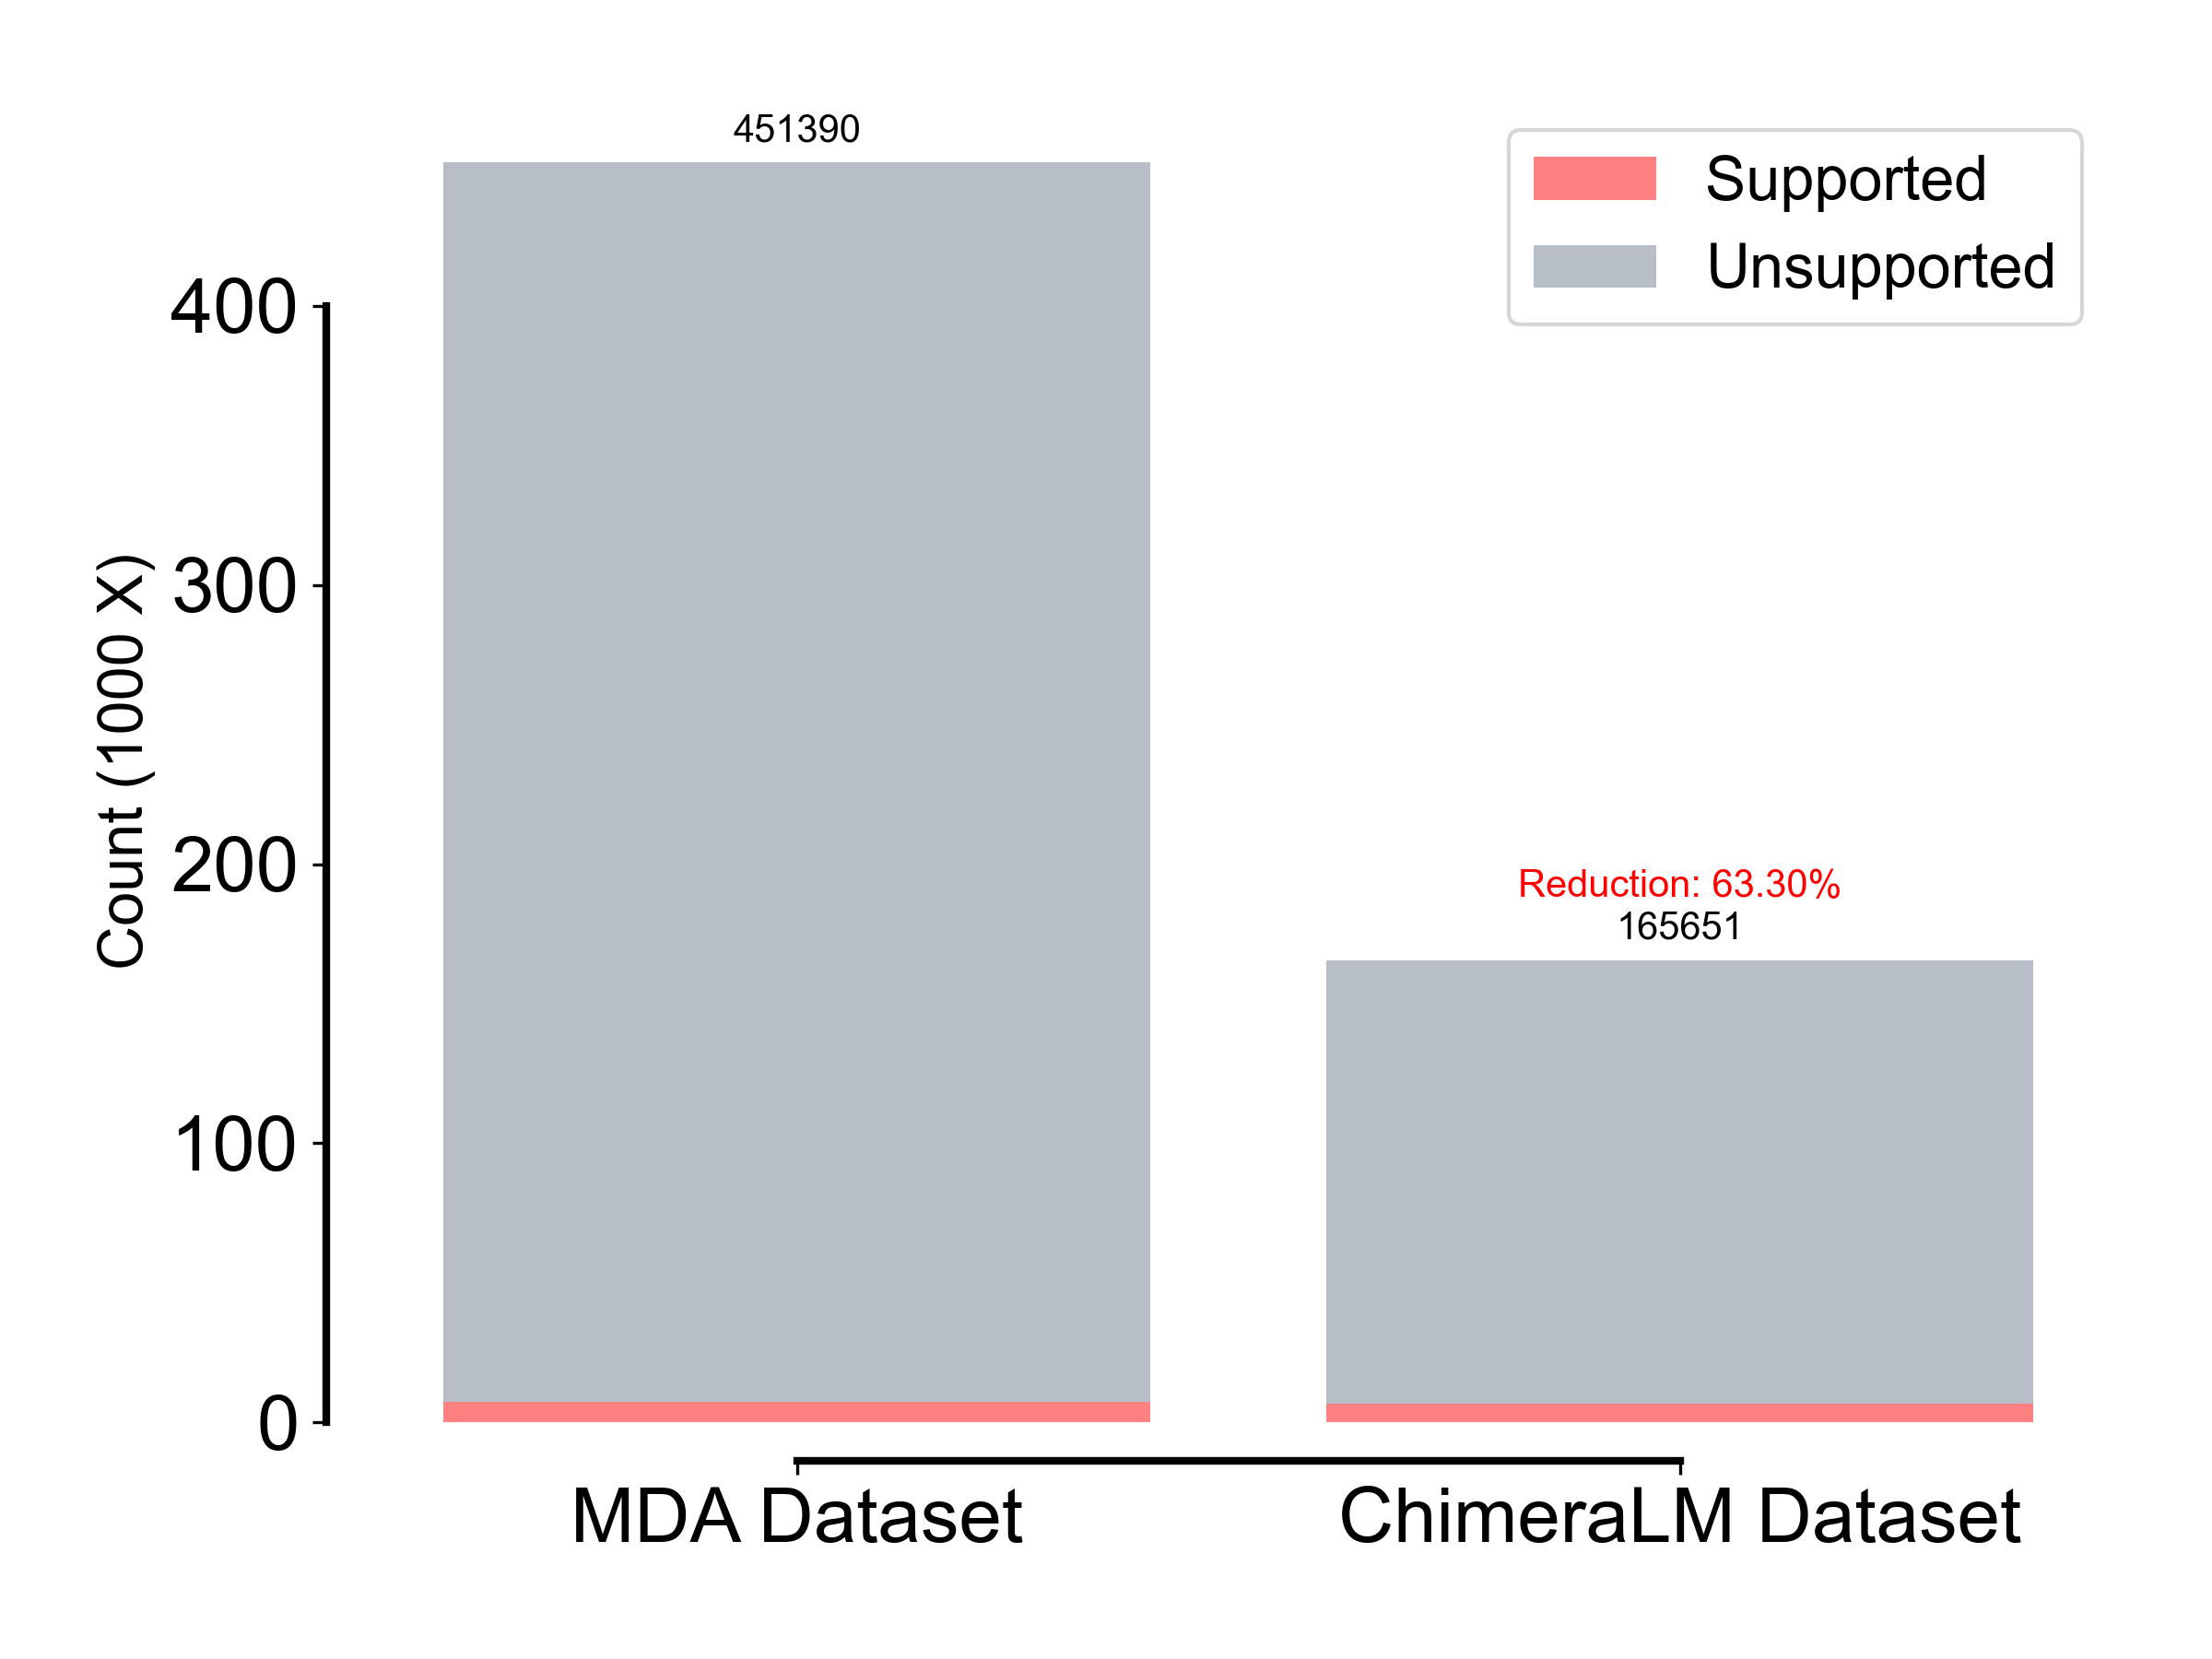 451390
Supported
Unsupported
400
300
200
100
0
Count (1000 X)
Reduction: 63.30%
165651
MDA Dataset
ChimeraLM Dataset